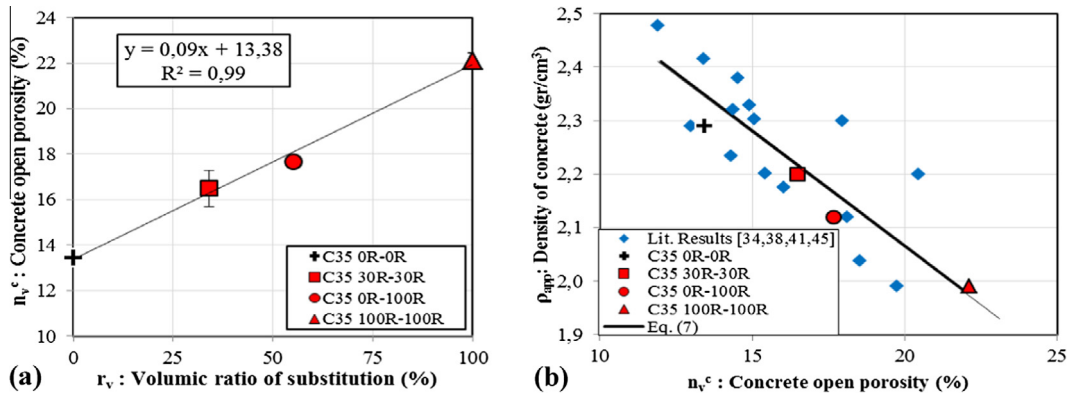 24
22
20
18
16
14
12
10
y = 0,09x + 13,38
R² = 0,99
C35 0R-0R
C35 30R-30R
C35 0R-100R
C35 100R-100R
0
25
50
75
100
nᵥᶜ : Concrete open porosity (%)
rᵥ : Volumic ratio of substitution (%)
(a)
2,5
2,4
2,3
2,2
2,1
2,0
1,9
Lit. Results [34,38,41,45]
C35 0R-0R
C35 30R-30R
C35 0R-100R
C35 100R-100R
Eq. (7)
10
15
20
25
ρapp: Density of concrete (gr/cm³)
nᵥᶜ : Concrete open porosity (%)
(b)